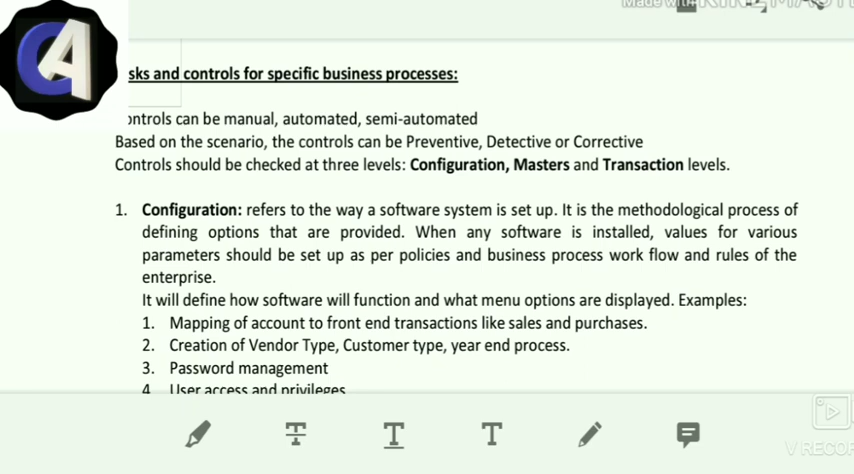 Made with KINEMASTER
CA
sks and controls for specific business processes:
ontrols can be manual, automated, semi-automated
Based on the scenario, the controls can be Preventive, Detective or Corrective
Controls should be checked at three levels: Configuration, Masters and Transaction levels.
1. Configuration: refers to the way a software system is set up. It is the methodological process of
defining options that are provided. When any software is installed, values for various
parameters should be set up as per policies and business process work flow and rules of the
enterprise.
It will define how software will function and what menu options are displayed. Examples:
1. Mapping of account to front end transactions like sales and purchases.
2. Creation of Vendor Type, Customer type, year end process.
3. Password management
4. User access and privileges
T T T
V RECOR